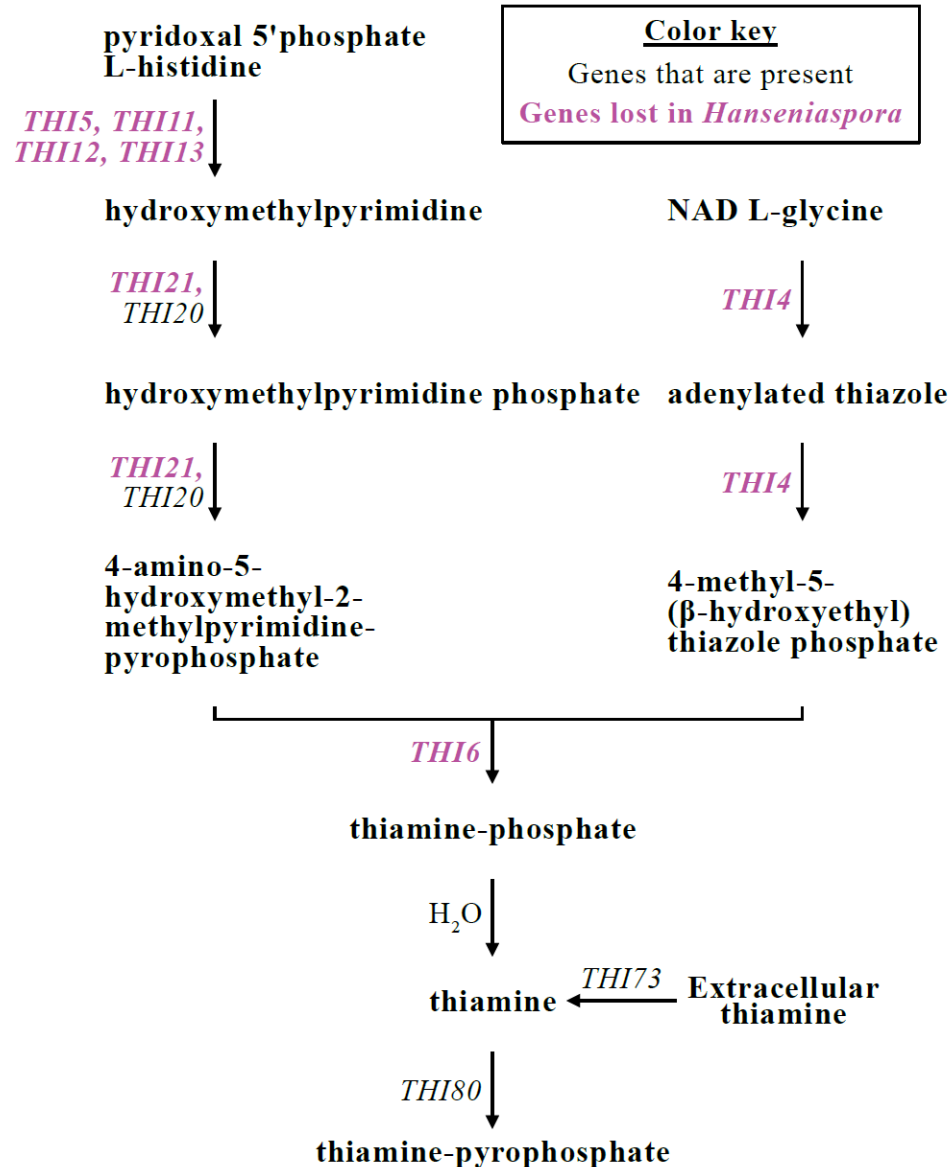 pyridoxal 5'phosphate
L-histidine
Color key
Genes that are present
Genes lost in Hanseniaspora
THI5, THI11,
THI12, THI13
hydroxymethylpyrimidine
NAD L-glycine
THI21,
THI20
THI4
hydroxymethylpyrimidine phosphate
adenylated thiazole
THI21,
THI20
THI4
4-amino-5-
hydroxymethyl-2-
methylpyrimidine-
pyrophosphate
4-methyl-5-
(β-hydroxyethyl)
thiazole phosphate
THI6
thiamine-phosphate
H₂O
thiamine
THI73
Extracellular
thiamine
THI80
thiamine-pyrophosphate